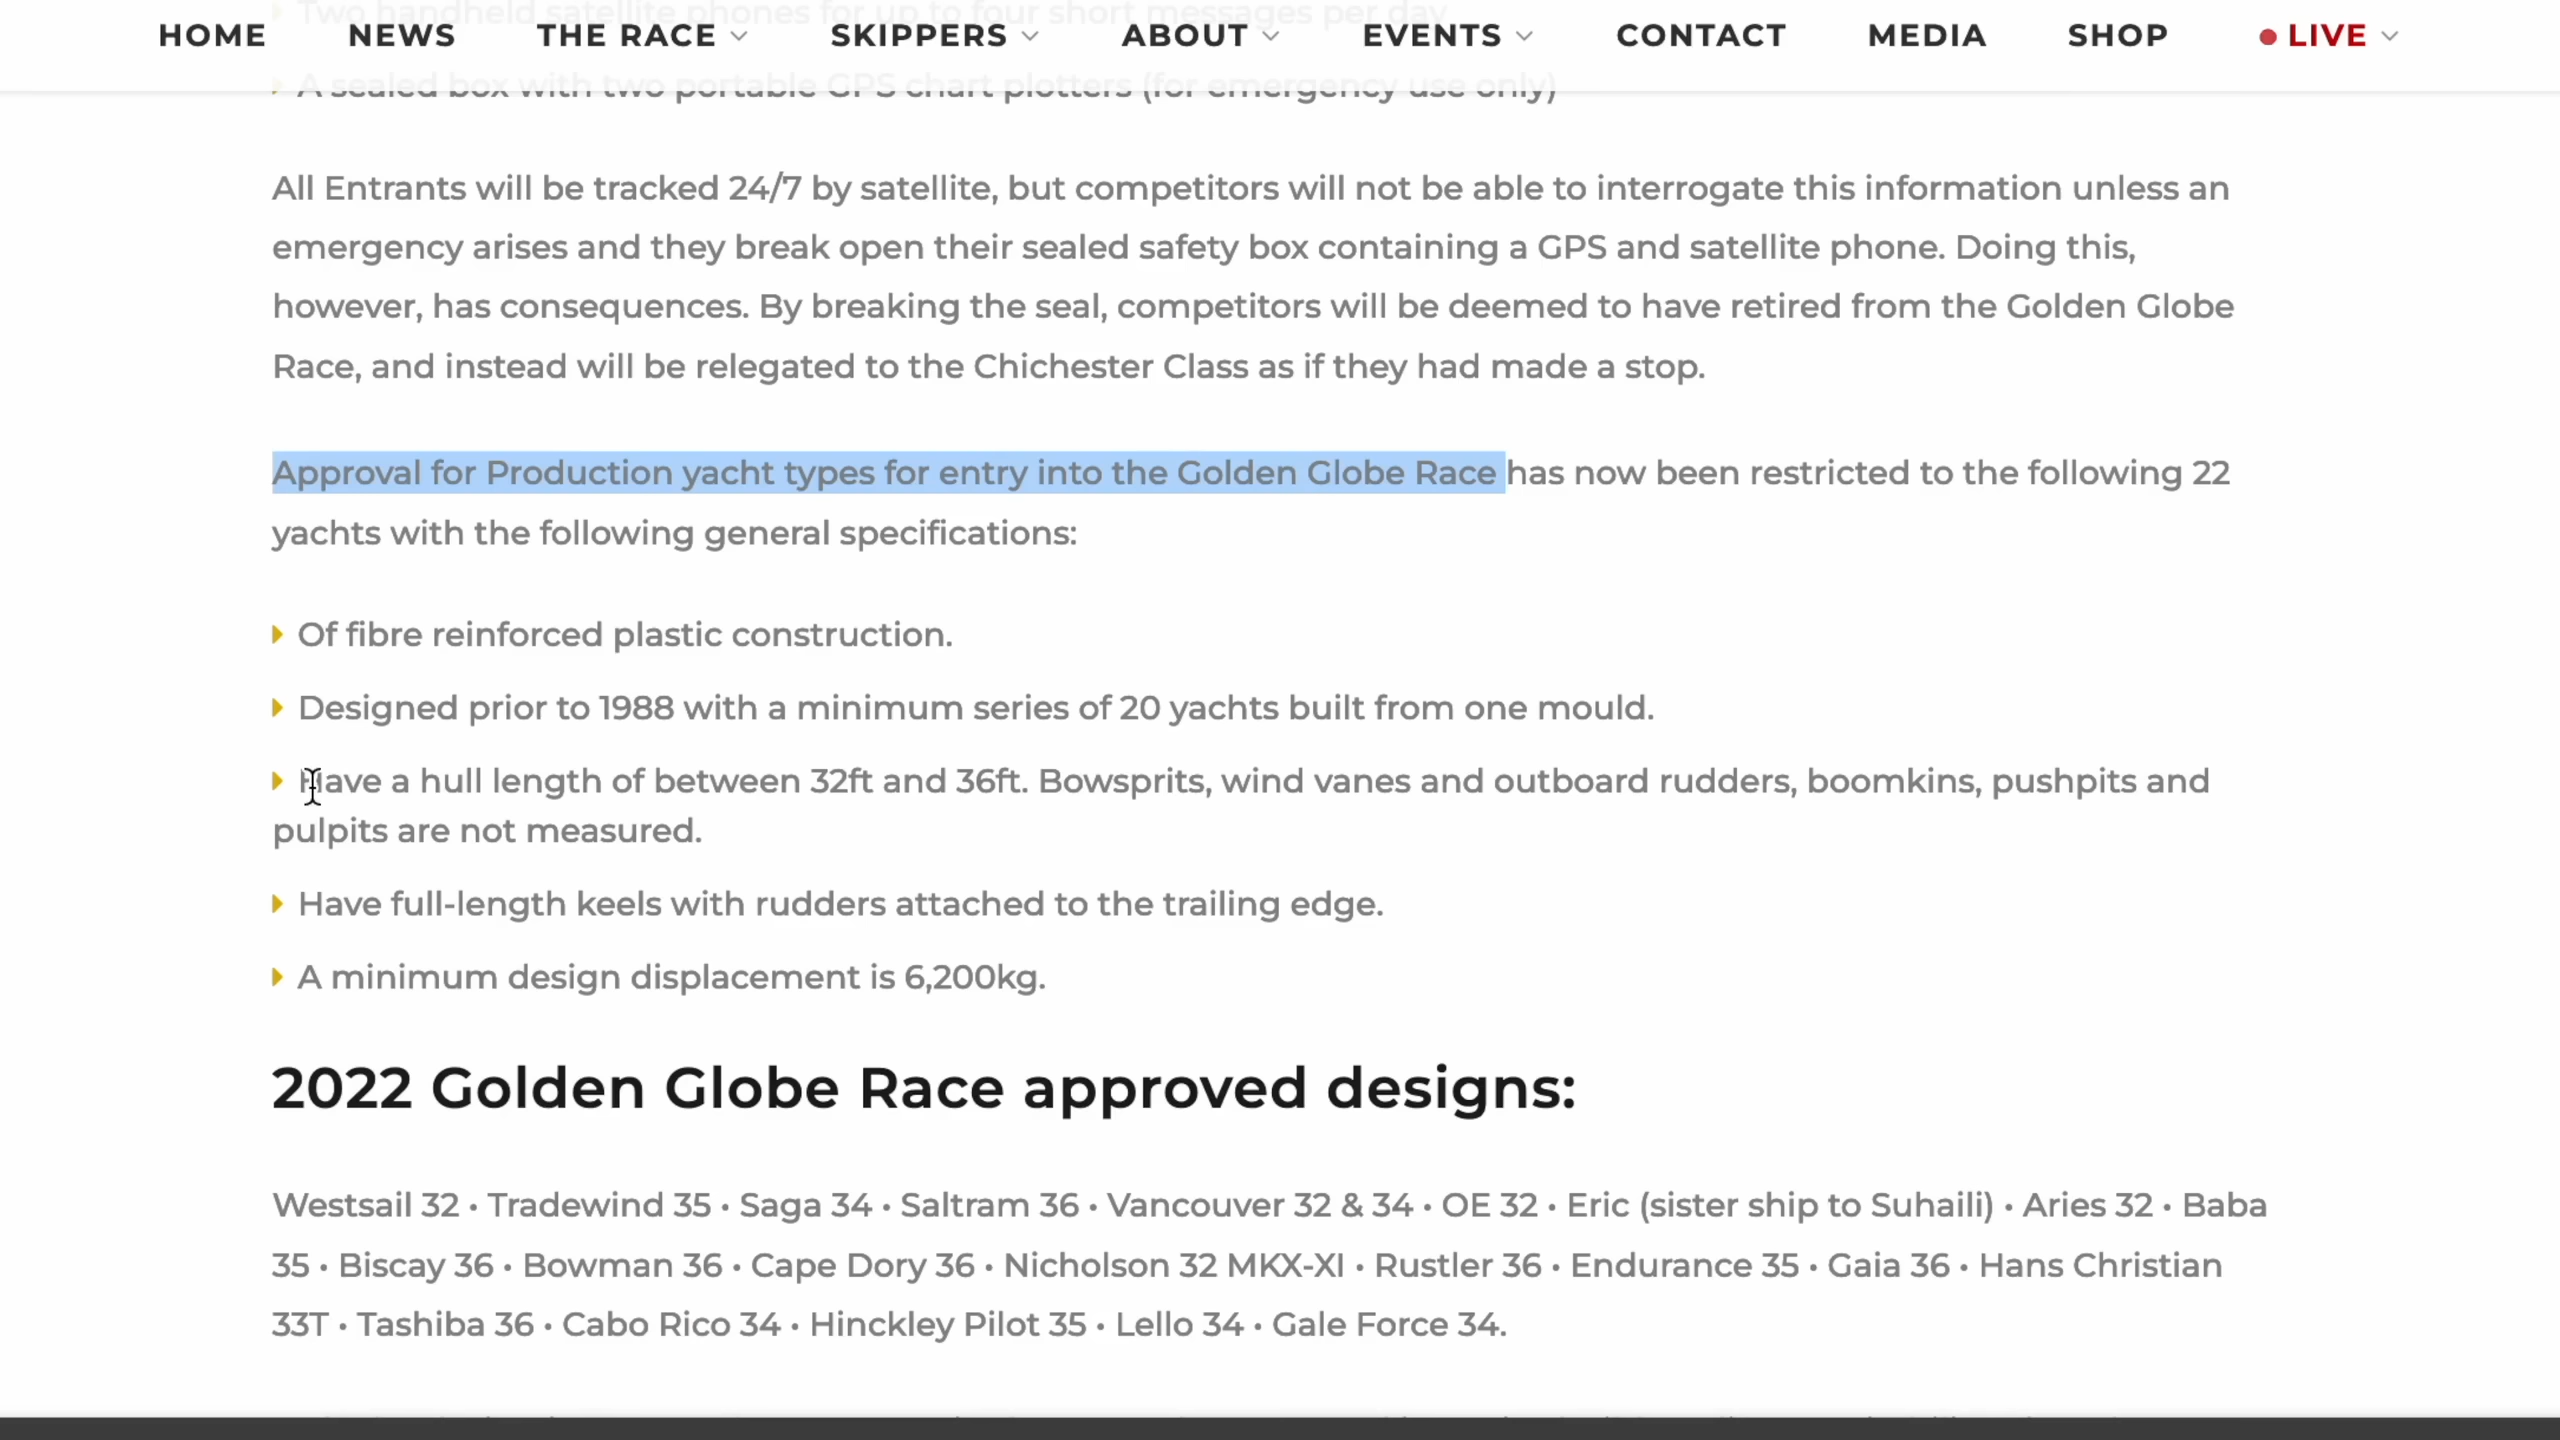 Two handheld satellite phones for up to four short messages per day
HOME NEWS THE RACE SKIPPERS ABOUT EVENTS CONTACT MEDIA SHOP LIVE
A sealed box with two portable GPS chart plotters (for emergency use only)
All Entrants will be tracked 24/7 by satellite, but competitors will not be able to interrogate this information unless an
emergency arises and they break open their sealed safety box containing a GPS and satellite phone. Doing this,
however, has consequences. By breaking the seal, competitors will be deemed to have retired from the Golden Globe
Race, and instead will be relegated to the Chichester Class as if they had made a stop.
Approval for Production yacht types for entry into the Golden Globe Race has now been restricted to the following 22
yachts with the following general specifications:
Of fibre reinforced plastic construction.
Designed prior to 1988 with a minimum series of 20 yachts built from one mould.
Have a hull length of between 32ft and 36ft. Bowsprits, wind vanes and outboard rudders, boomkins, pushpits and
pulpits are not measured.
Have full-length keels with rudders attached to the trailing edge.
A minimum design displacement is 6,200kg.
2022 Golden Globe Race approved designs:
Westsail 32 • Tradewind 35 • Saga 34 • Saltram 36 • Vancouver 32 & 34 • OE 32 • Eric (sister ship to Suhaili) • Aries 32 • Baba
35 • Biscay 36 • Bowman 36 • Cape Dory 36 • Nicholson 32 MKX-XI • Rustler 36 • Endurance 35 • Gaia 36 • Hans Christian
33T • Tashiba 36 • Cabo Rico 34 • Hinckley Pilot 35 • Lello 34 • Gale Force 34.